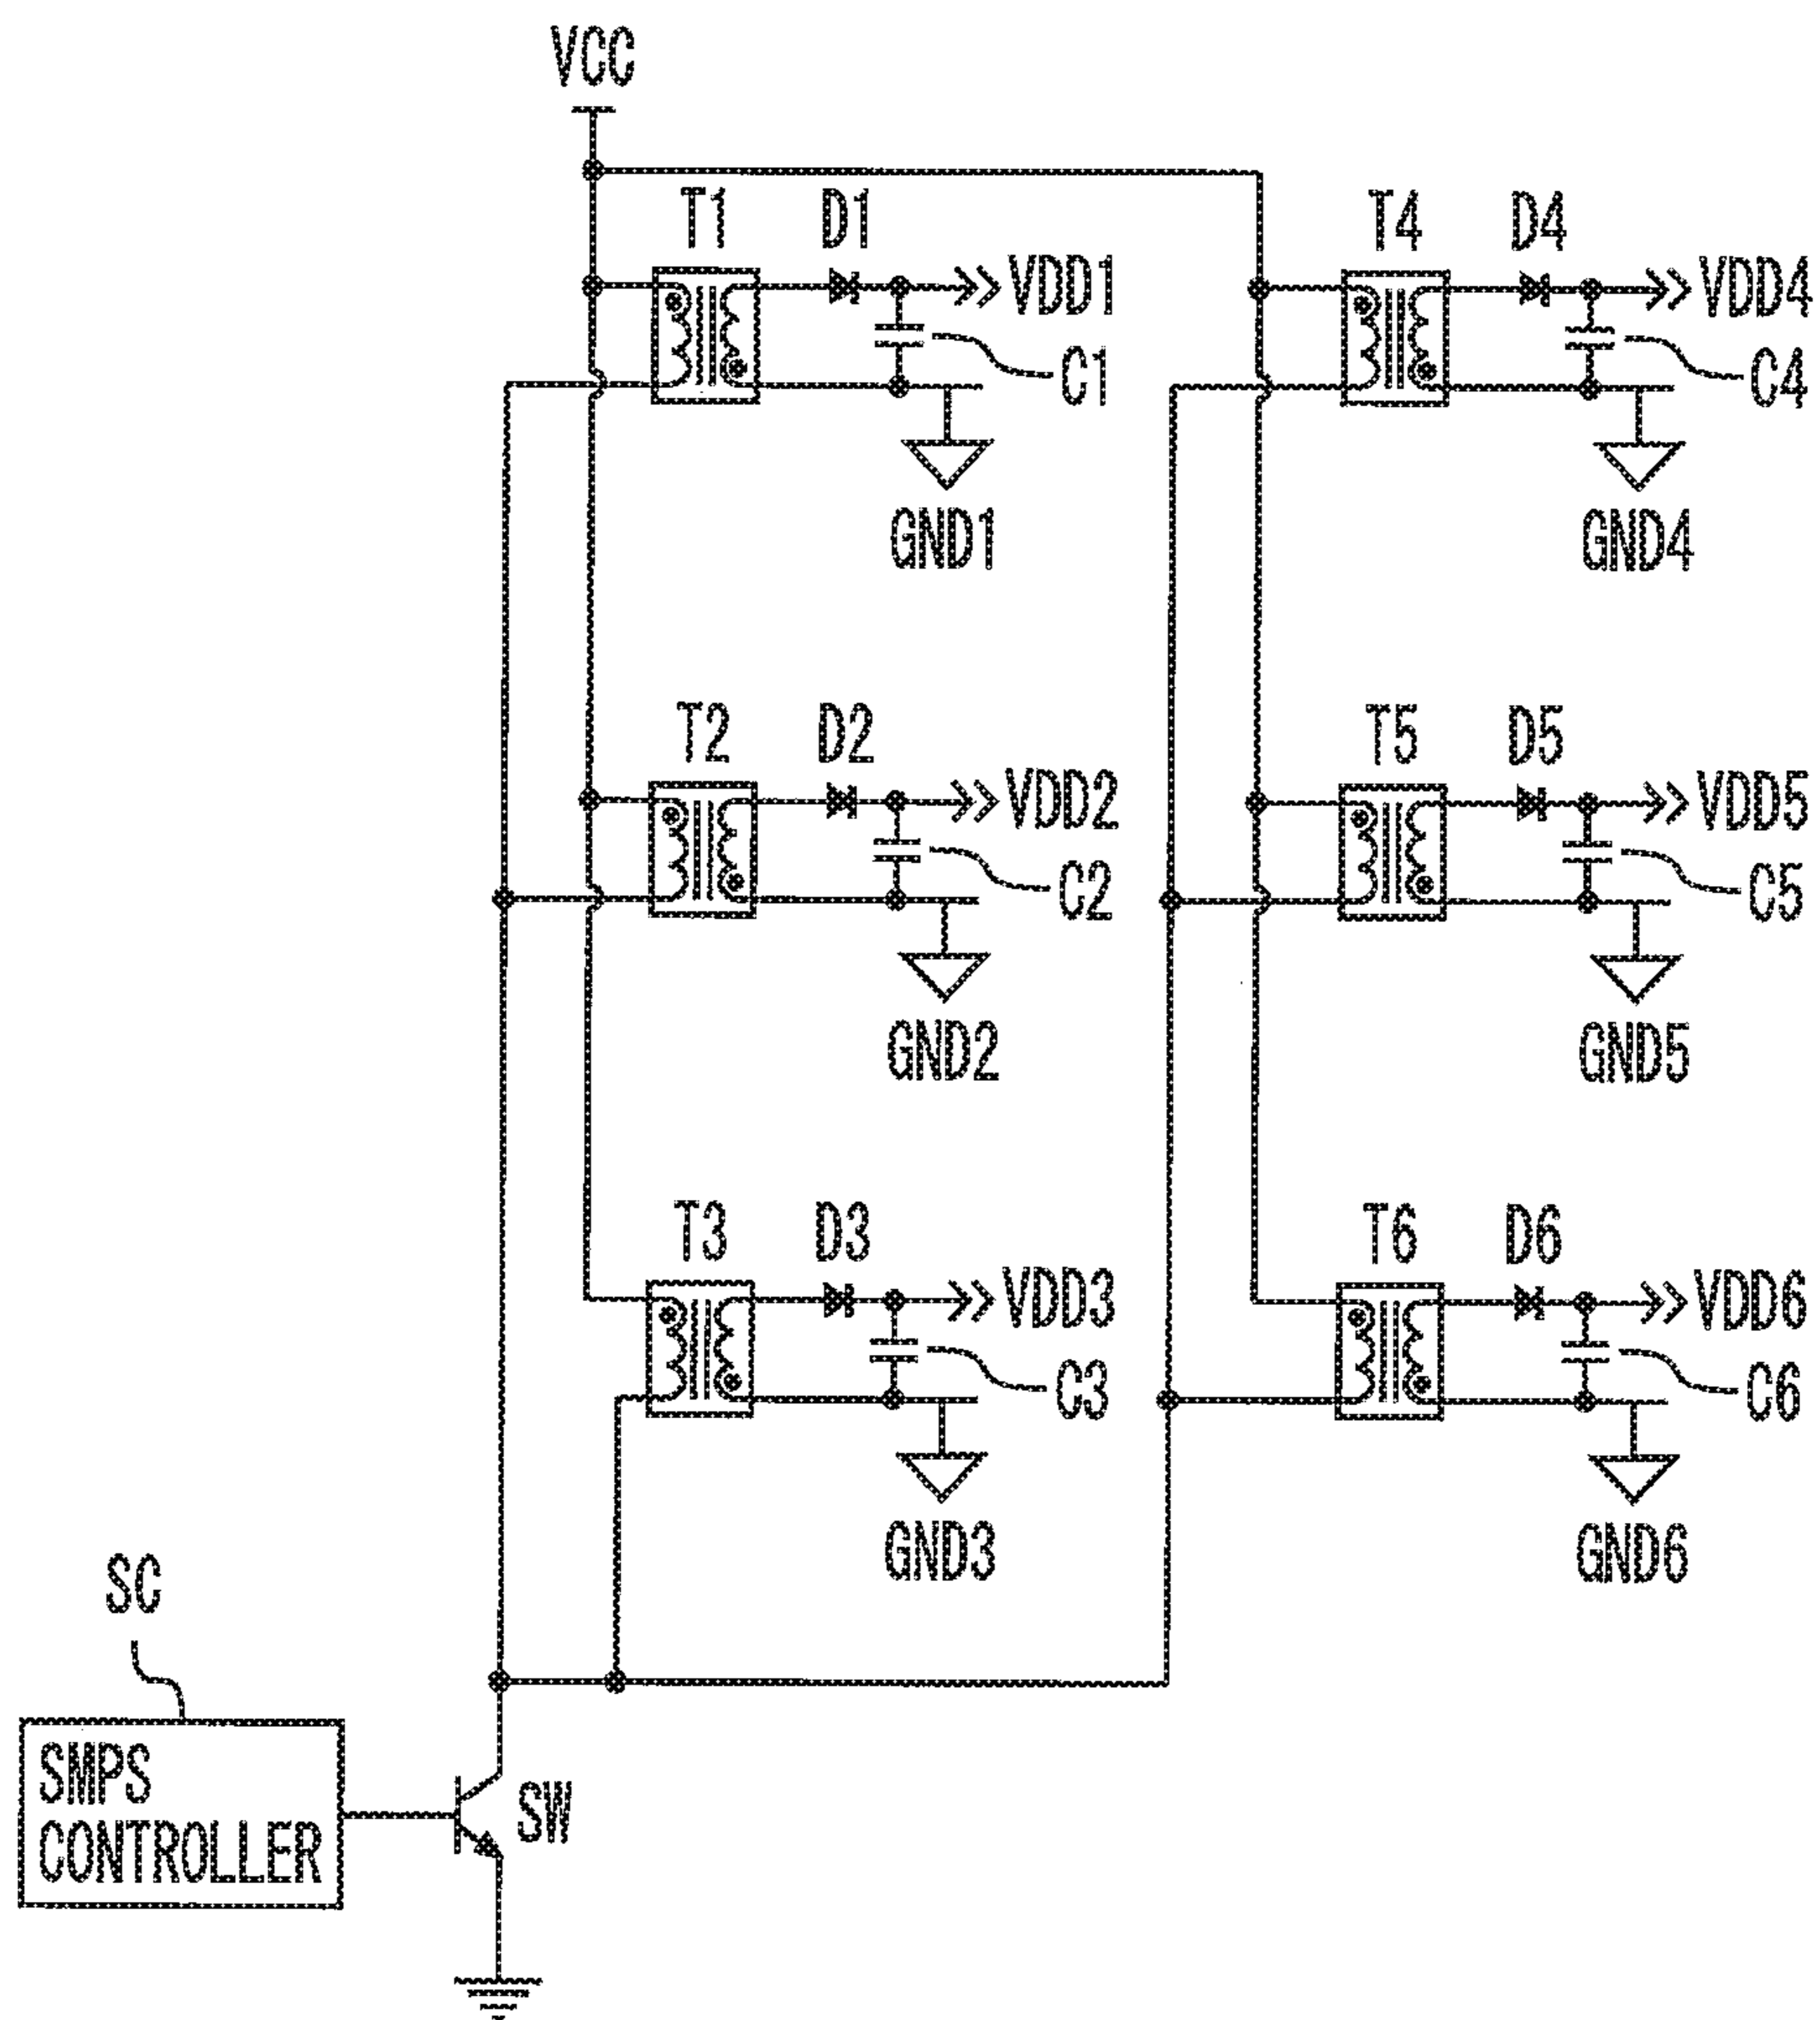 VCC
T1
D1
VDD1
C1
GND1
T4
D4
VDD4
C4
GND4
T2
D2
VDD2
C2
GND2
T5
D5
VDD5
C5
GND5
T3
D3
VDD3
C3
GND3
T6
D6
VDD6
C6
GND6
SC
SMPS
CONTROLLER
SW